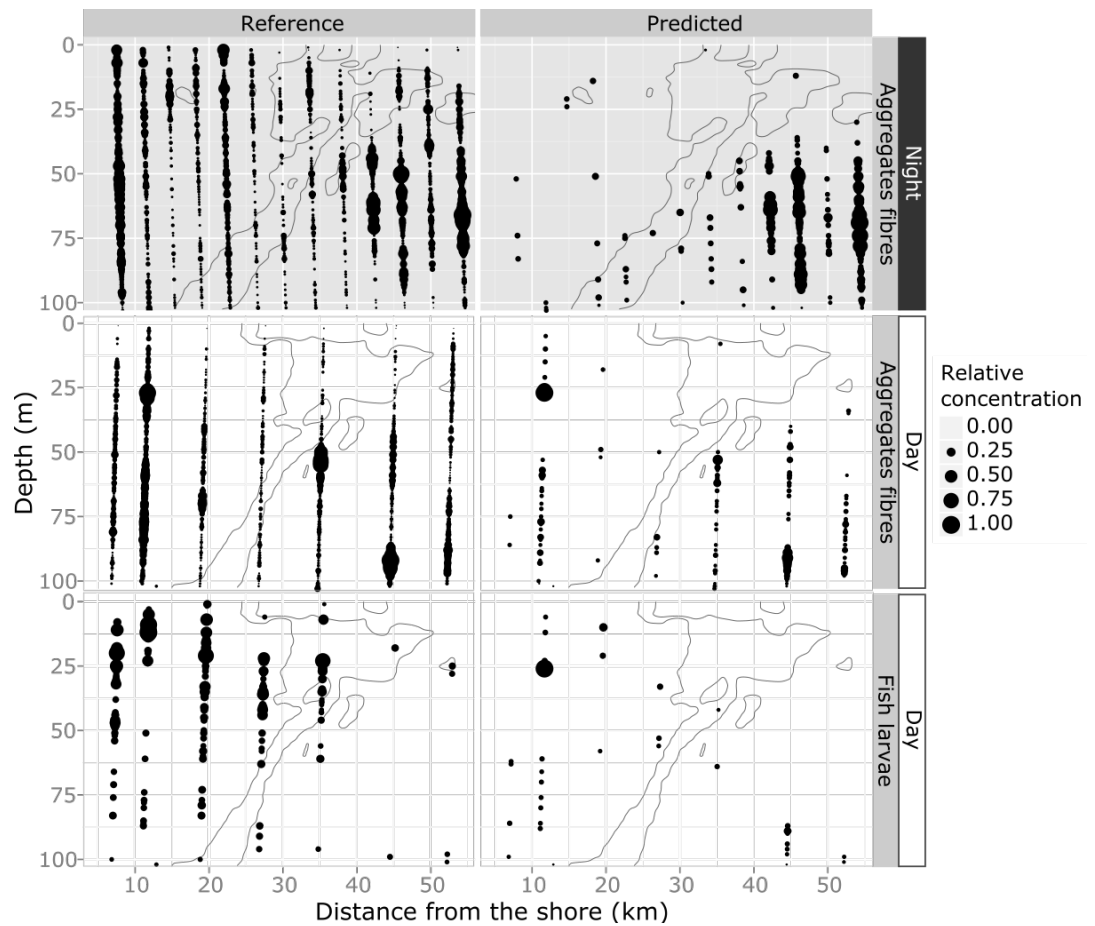 Reference
Predicted
0
25
50
75
100
Aggregates fibres
Night
0
25
50
75
100
Aggregates fibres
Day
0
25
50
75
100
Fish larvae
Day
Depth (m)
10
20
30
40
50
10
20
30
40
50
Distance from the shore (km)
Relative
concentration
0.00
0.25
0.50
0.75
1.00